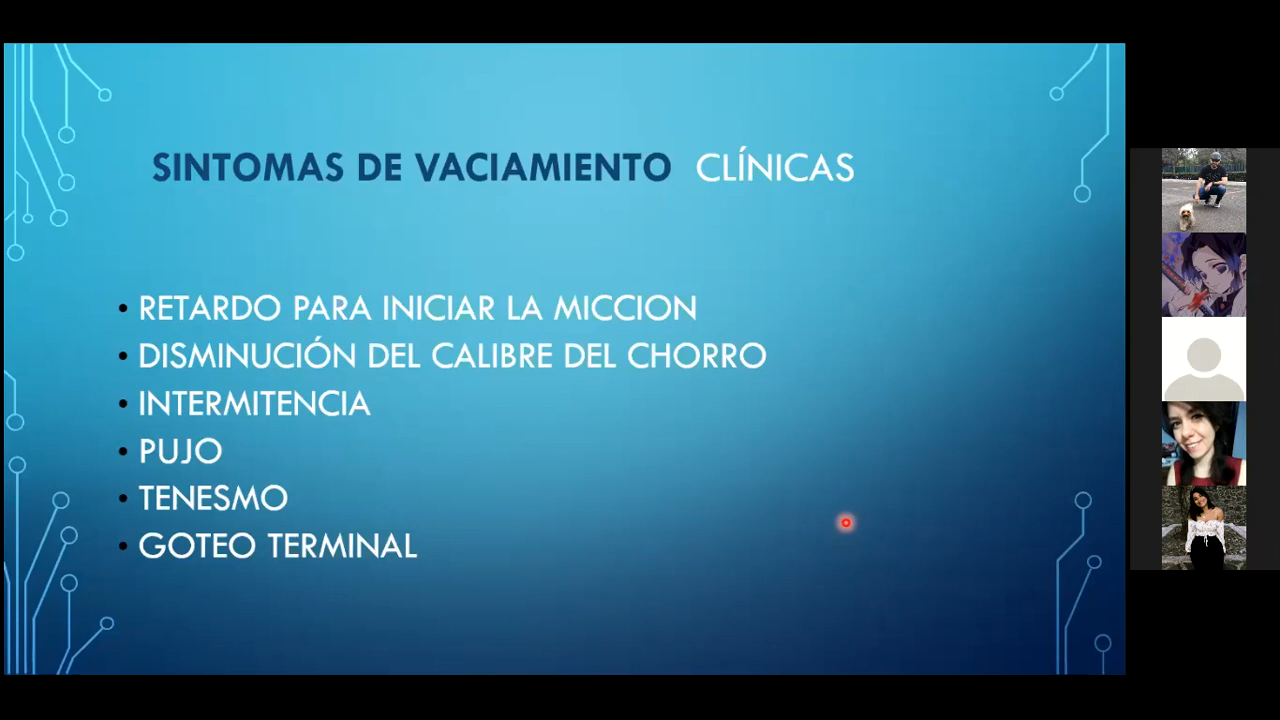 SINTOMAS DE VACIAMIENTO CLÍNICAS
• RETARDO PARA INICIAR LA MICCION
• DISMINUCIÓN DEL CALIBRE DEL CHORRO
• INTERMITENCIA
• PUJO
• TENESMO
• GOTEO TERMINAL